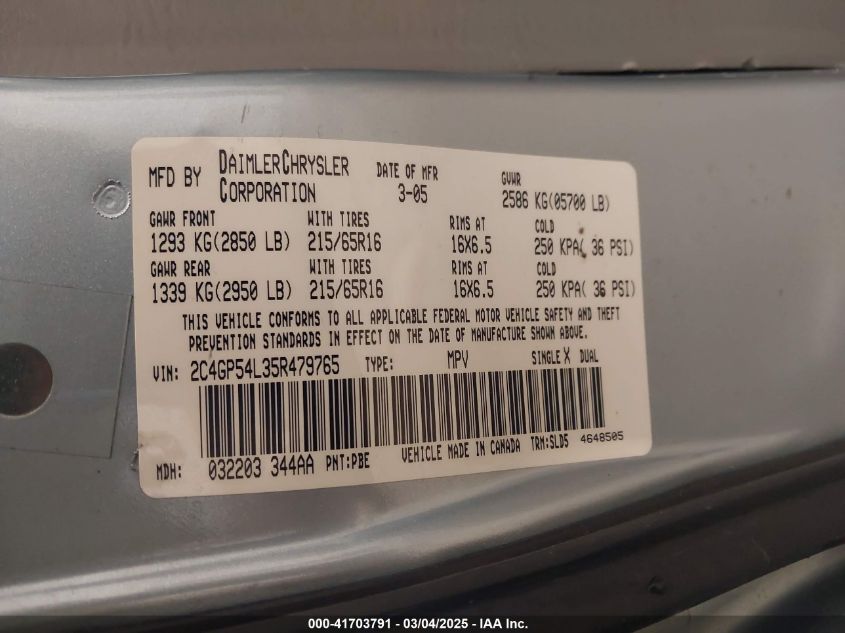 MFD BY DAIMLERCHRYSLER CORPORATION DATE OF MFR 3-05 GVWR 2586 KG(05700 LB)
GAWR FRONT WITH TIRES RIMS AT COLD
1293 KG(2850 LB) 215/65R16 16X6.5 250 KPA( 36 PSI)
GAWR REAR WITH TIRES RIMS AT COLD
1339 KG(2950 LB) 215/65R16 16X6.5 250 KPA( 36 PSI)
THIS VEHICLE CONFORMS TO ALL APPLICABLE FEDERAL MOTOR VEHICLE SAFETY AND THEFT
PREVENTION STANDARDS IN EFFECT ON THE DATE OF MANUFACTURE SHOWN ABOVE.
VIN: 2C4GP54L35R479765 TYPE: MPV SINGLE X DUAL
MDH: 032203 344AA PNT:PBE VEHICLE MADE IN CANADA TRM:SLD5 4648505
000-41703791 - 03/04/2025 - IAA Inc.